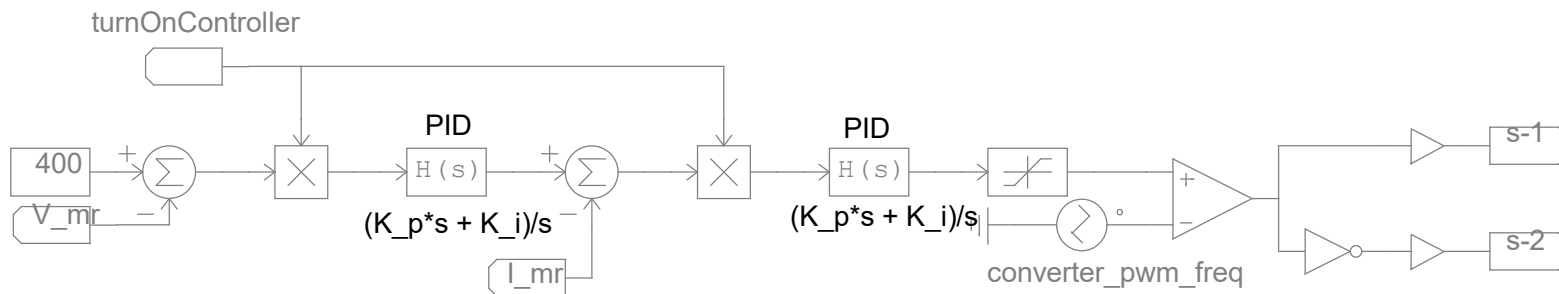 turnOnController
PID
PID
400
+
Σ
−
×
H(s)
+
Σ
−
×
H(s)
+
−
s-1
V_mr
(K_p*s + K_i)/s
(K_p*s + K_i)/s
s-2
I_mr
converter_pwm_freq